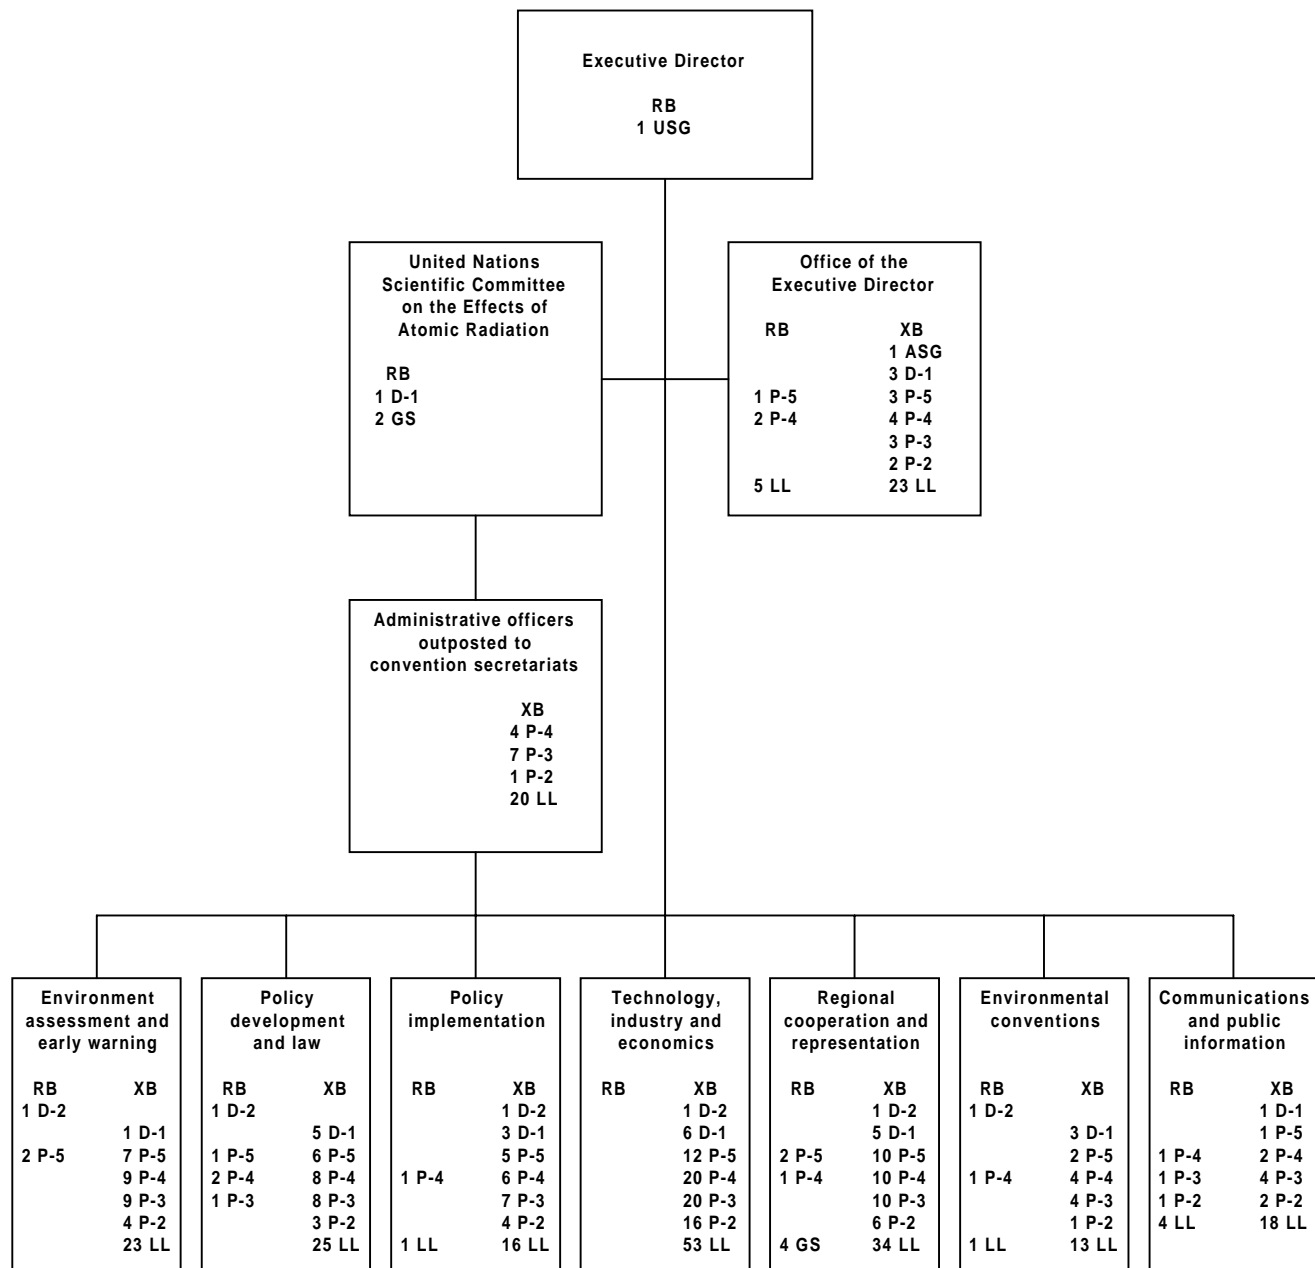 Executive Director
RB
1 USG
United Nations
Scientific Committee
on the Effects of
Atomic Radiation
RB
1 D-1
2 GS
Office of the
Executive Director
RB XB
1 ASG
3 D-1
1 P-5 3 P-5
2 P-4 4 P-4
3 P-3
2 P-2
5 LL 23 LL
Administrative officers
outposted to
convention secretariats
XB
4 P-4
7 P-3
1 P-2
20 LL
Environment
assessment and
early warning
RB XB
1 D-2
1 D-1
2 P-5 7 P-5
9 P-4
9 P-3
4 P-2
23 LL
Policy
development
and law
RB XB
1 D-2
5 D-1
1 P-5 6 P-5
2 P-4 8 P-4
1 P-3 8 P-3
3 P-2
25 LL
Policy
implementation
RB XB
1 D-2
3 D-1
5 P-5
1 P-4 6 P-4
7 P-3
4 P-2
1 LL 16 LL
Technology,
industry and
economics
RB XB
1 D-2
6 D-1
12 P-5
20 P-4
20 P-3
16 P-2
53 LL
Regional
cooperation and
representation
RB XB
1 D-2
5 D-1
2 P-5 10 P-5
1 P-4 10 P-4
10 P-3
6 P-2
4 GS 34 LL
Environmental
conventions
RB XB
1 D-2
3 D-1
2 P-5
1 P-4 4 P-4
4 P-3
1 P-2
1 LL 13 LL
Communications
and public
information
RB XB
1 D-1
1 P-5
1 P-4 2 P-4
1 P-3 4 P-3
1 P-2 2 P-2
4 LL 18 LL